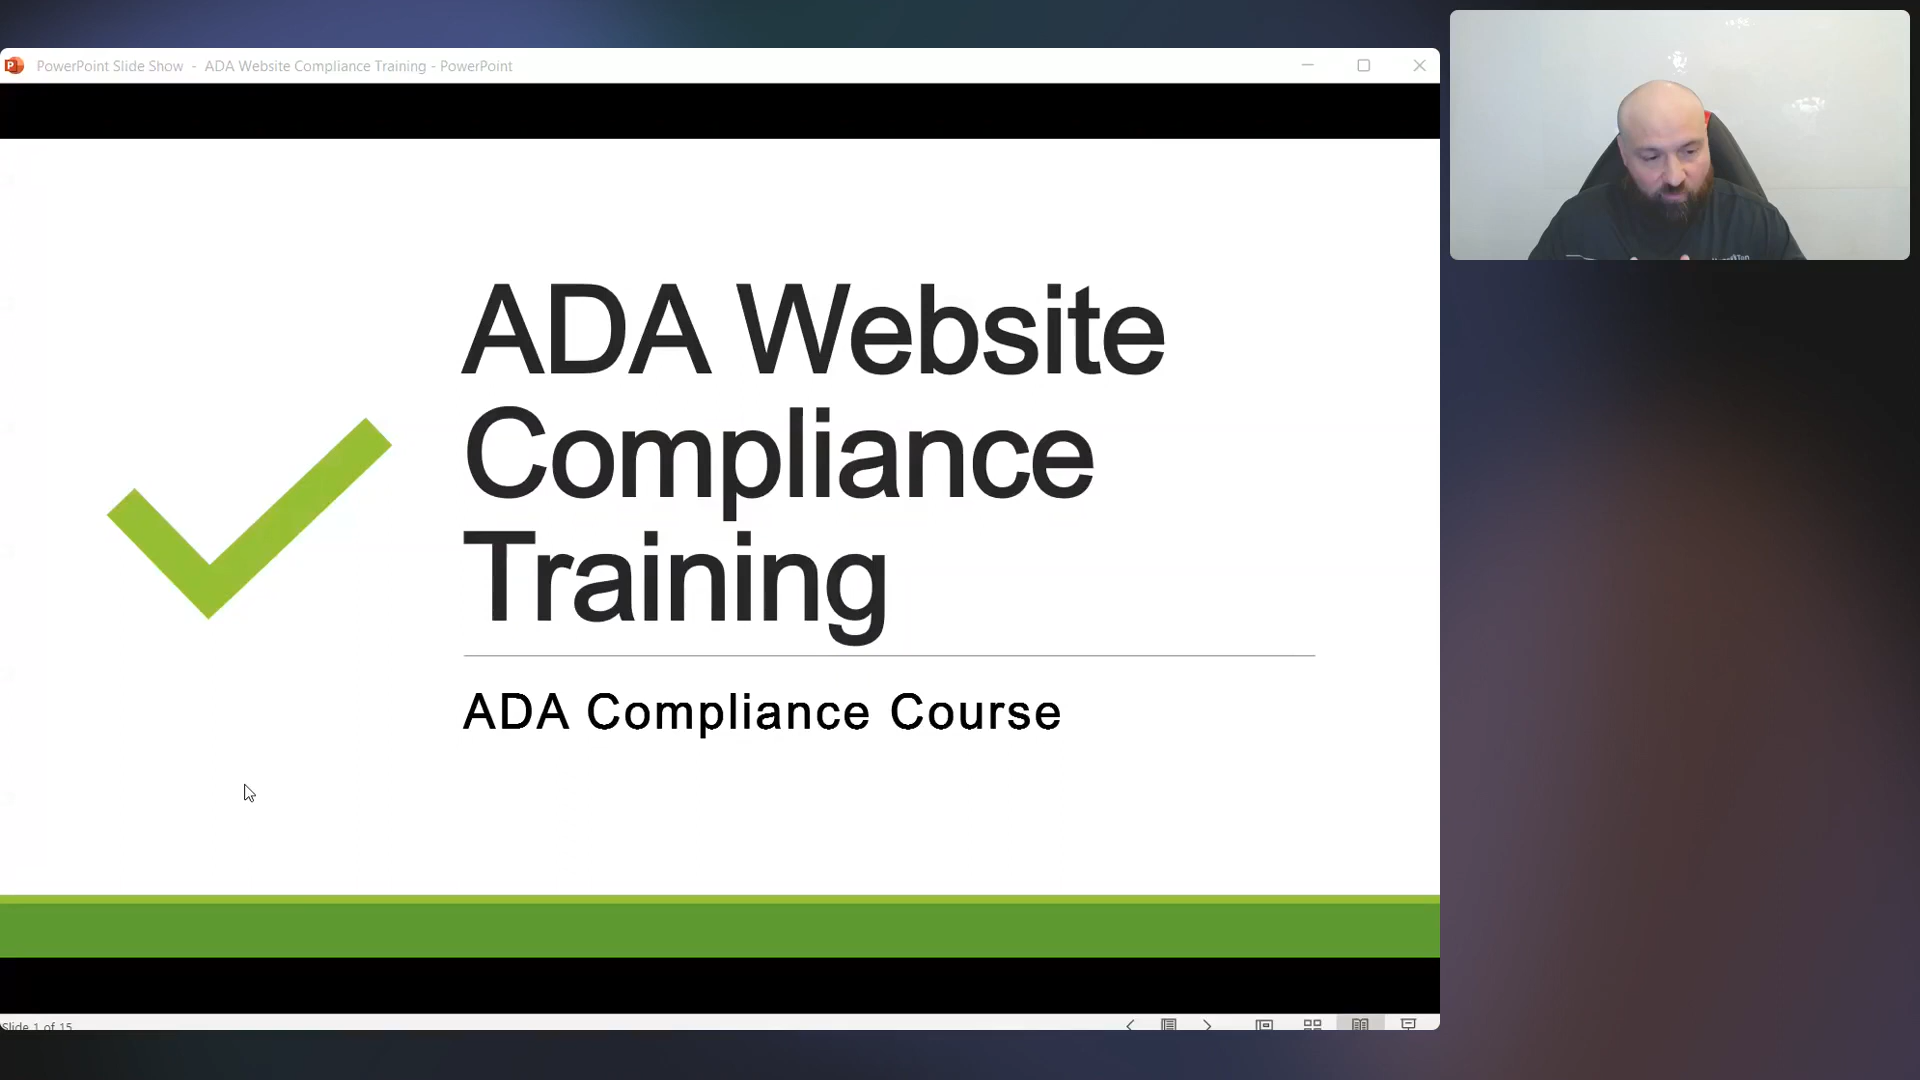 PowerPoint Slide Show - ADA Website Compliance Training - PowerPoint
ADA Website
Compliance
Training
ADA Compliance Course
Slide 1 of 15